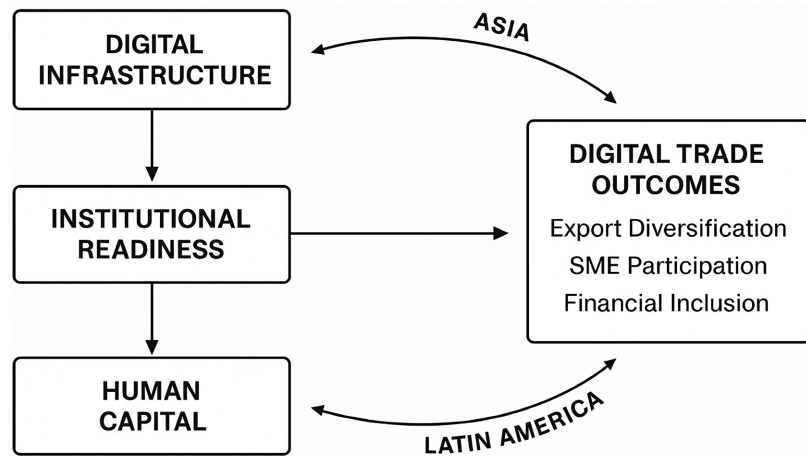 DIGITAL
INFRASTRUCTURE
ASIA
INSTITUTIONAL
READINESS
DIGITAL TRADE
OUTCOMES
Export Diversification
SME Participation
Financial Inclusion
HUMAN
CAPITAL
LATIN AMERICA